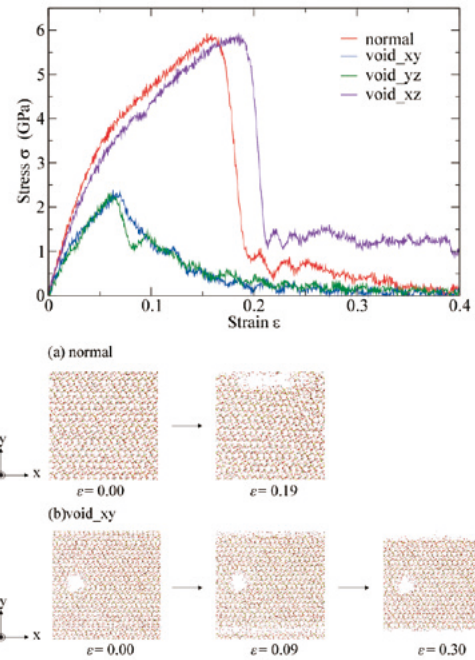 6
5
4
3
2
1
0
Stress σ (GPa)
normal
void_xy
void_yz
void_xz
0 0.1 0.2 0.3 0.4
Strain ε
(a) normal
y
x
ε= 0.00 ε= 0.19
(b)void_xy
y
x
ε= 0.00 ε= 0.09 ε= 0.30